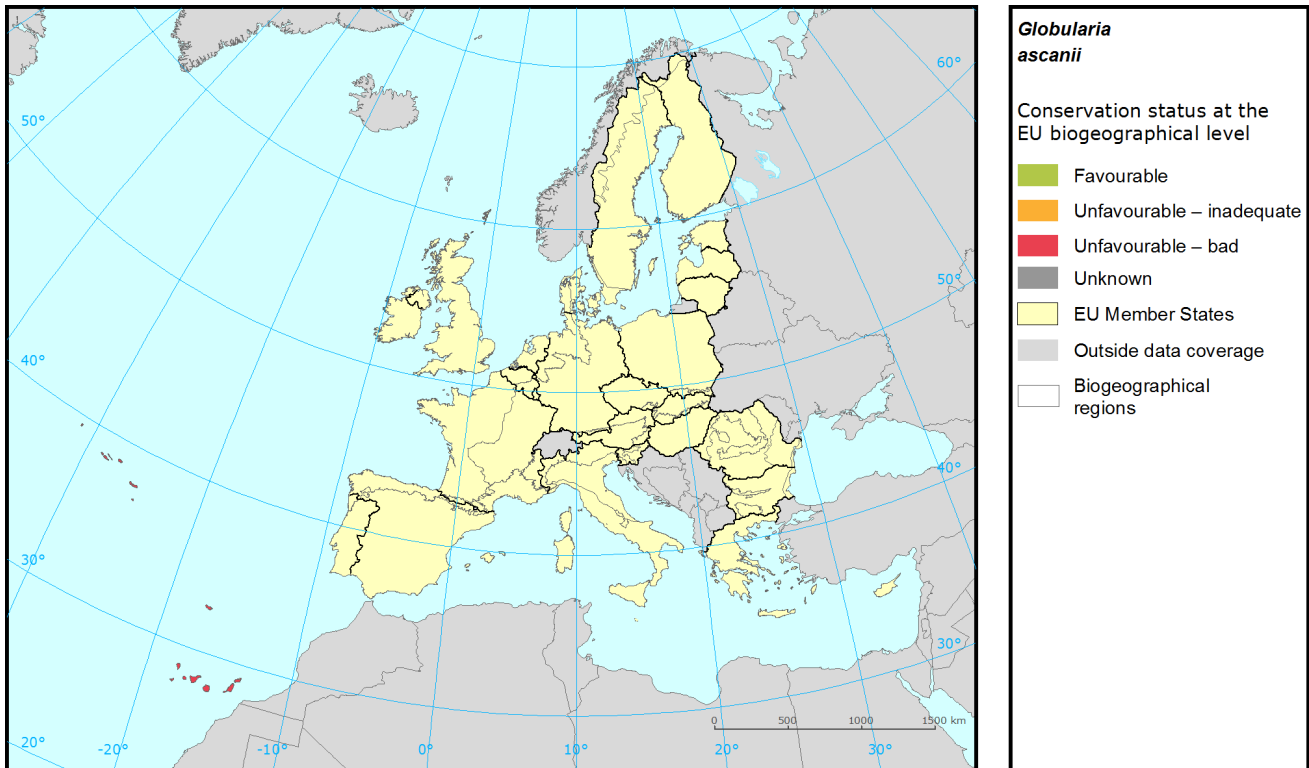 Globularia
ascanii
Conservation status at the
EU biogeographical level
Favourable
Unfavourable – inadequate
Unfavourable – bad
Unknown
EU Member States
Outside data coverage
Biogeographical
regions
60°
50°
50°
40°
40°
30°
30°
20°
-20°
-10°
0°
10°
20°
30°
0 500 1000 1500 km